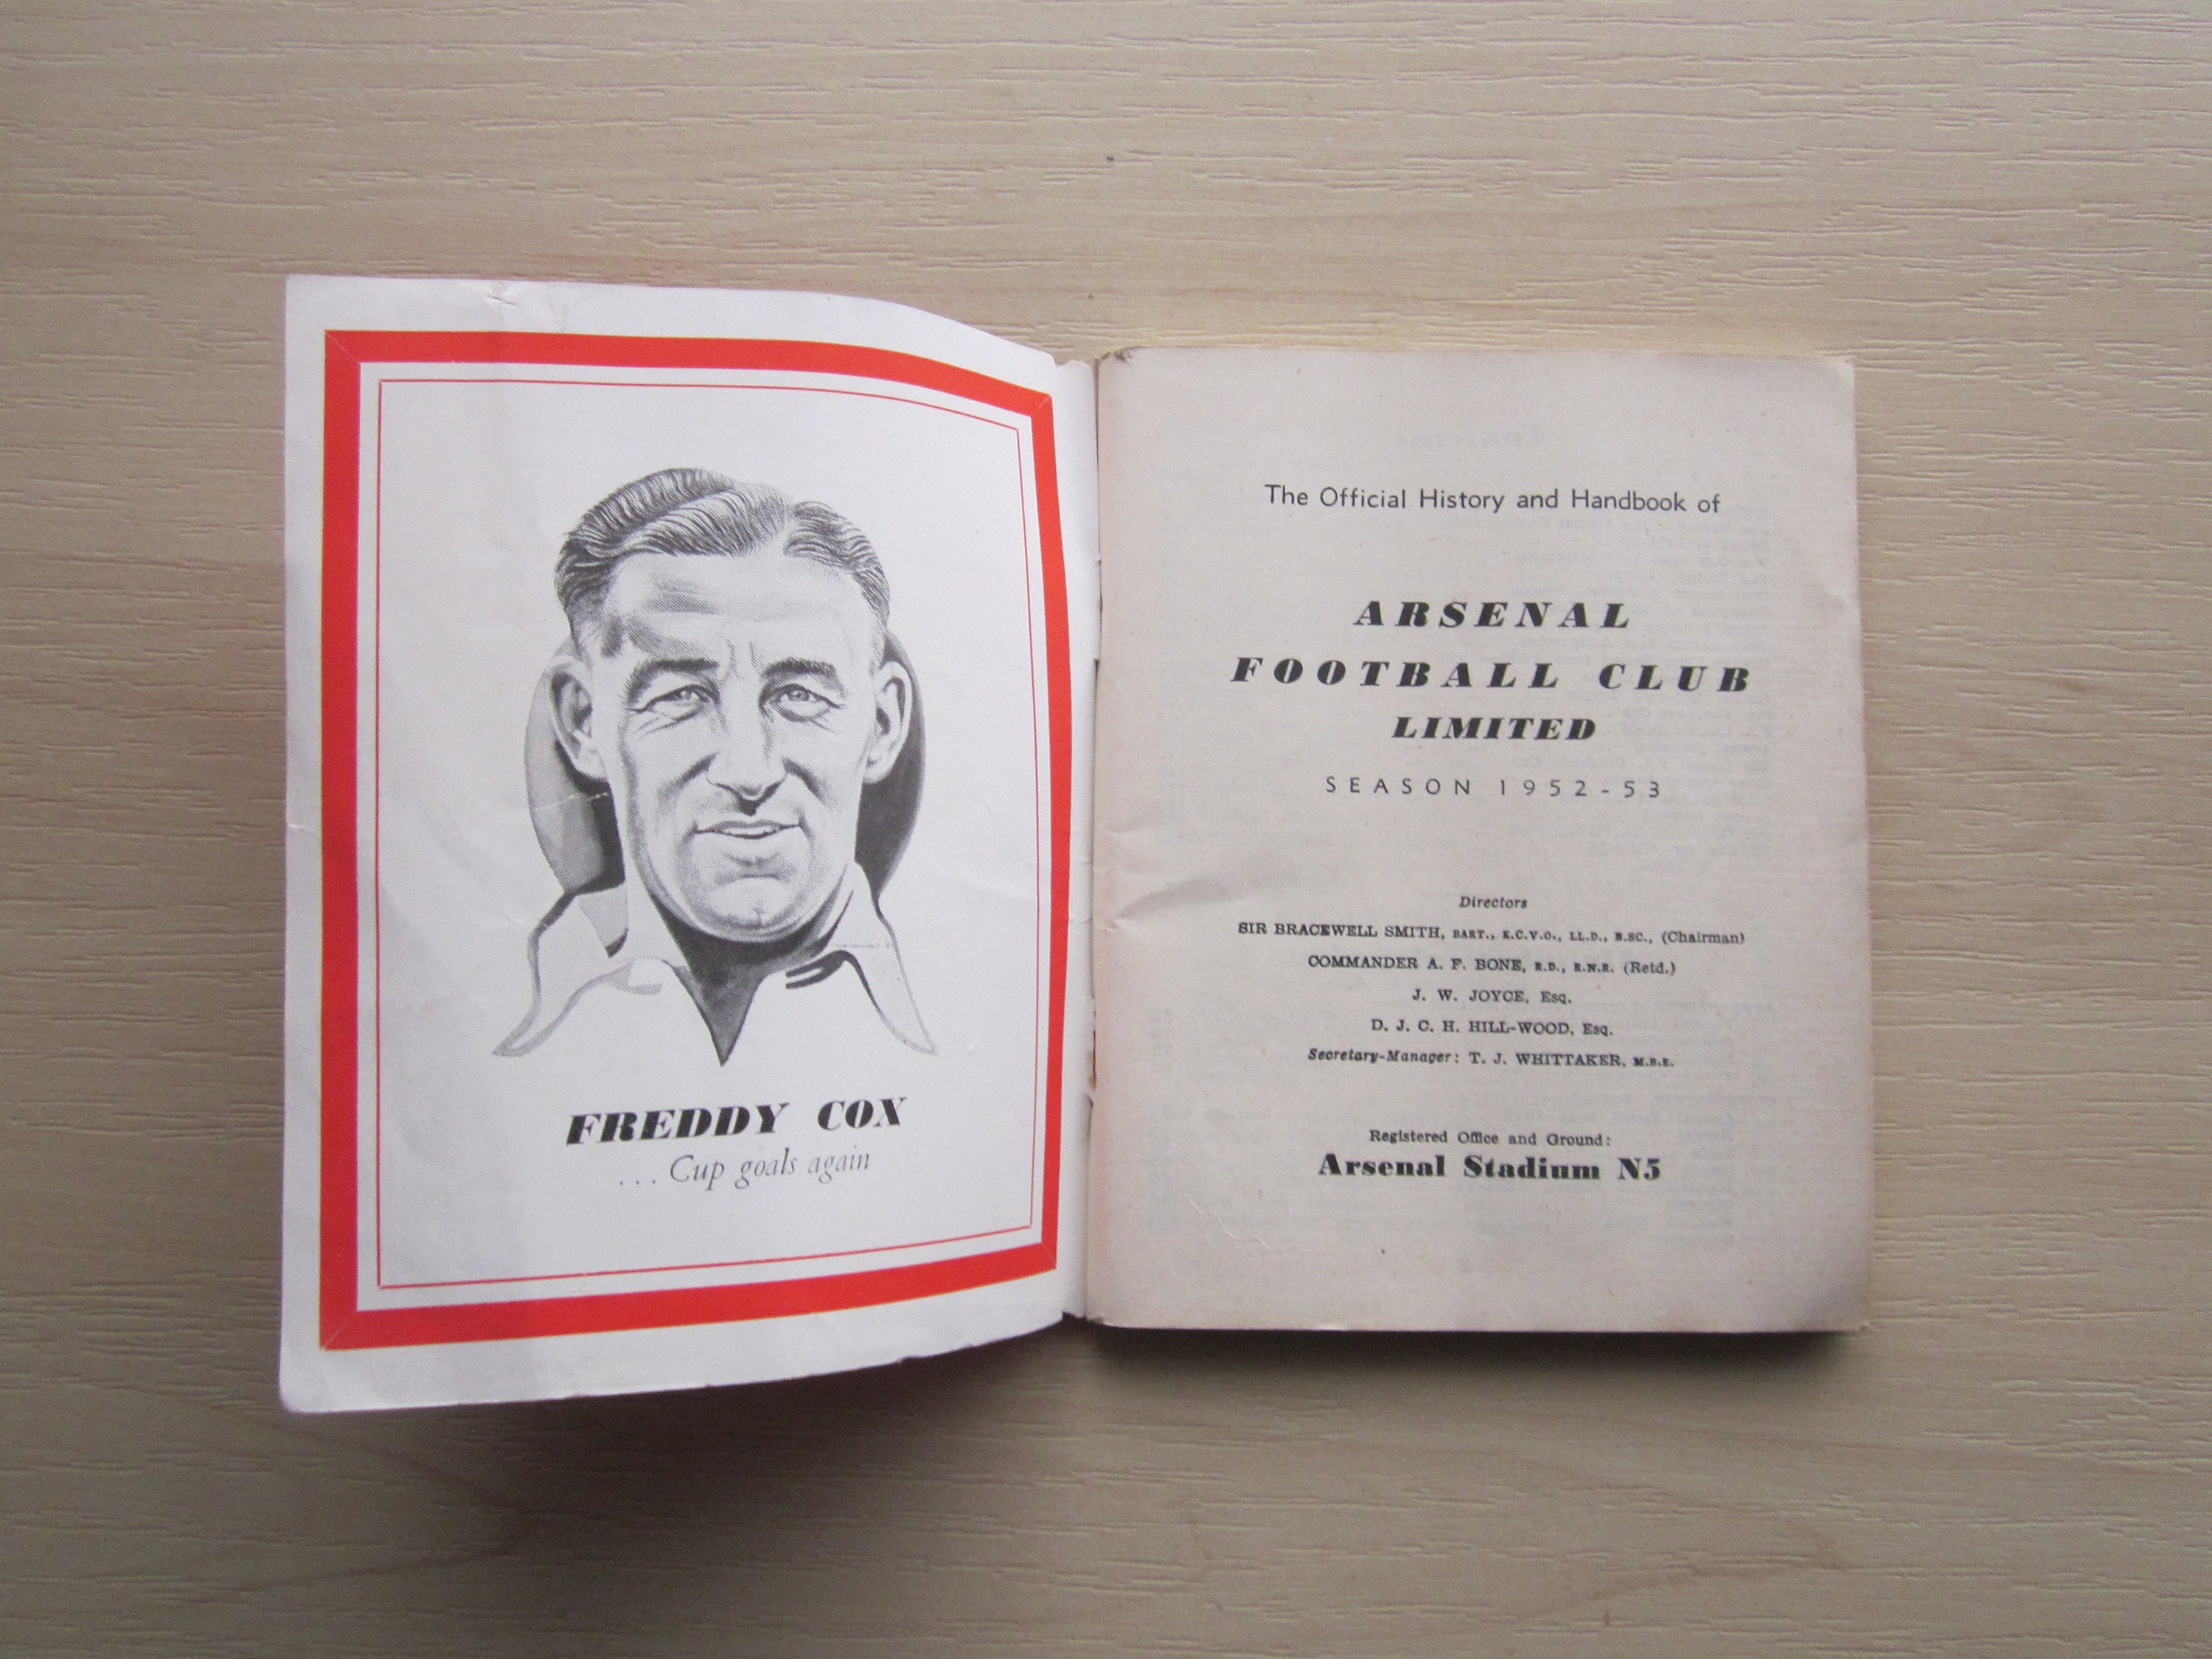 FREDDY COX
... Cup goals again
The Official History and Handbook of
ARSENAL
FOOTBALL CLUB
LIMITED
SEASON 1952-53
Directors
SIR BRACEWELL SMITH, BART., K.C.V.O., LL.D., B.SC., (Chairman)
COMMANDER A. F. BONE, R.D., R.N.R. (Retd.)
J. W. JOYCE, Esq.
D. J. C. H. HILL-WOOD, Esq.
Secretary-Manager: T. J. WHITTAKER, M.B.E.
Registered Office and Ground:
Arsenal Stadium N5